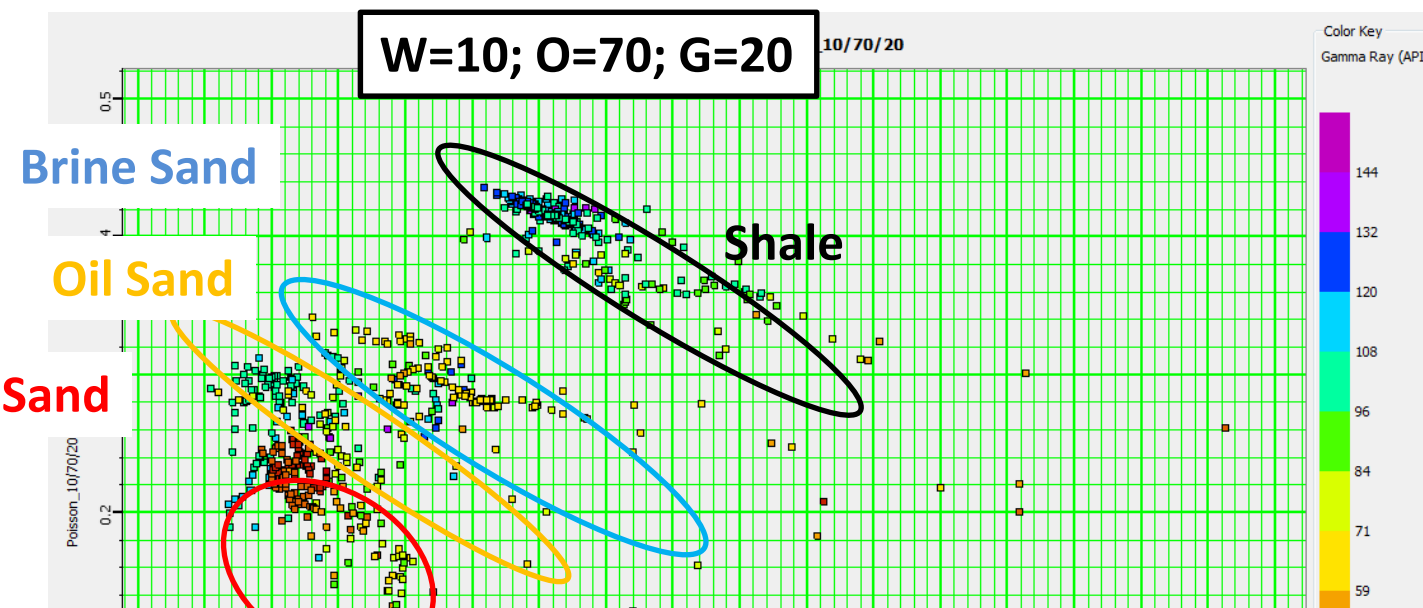 W=10; O=70; G=20
10/70/20
Color Key
Gamma Ray (API
0.5
Brine Sand
144
132
4
Shale
Oil Sand
120
108
Sand
96
84
Poisson_10/70/20
0.2
71
59